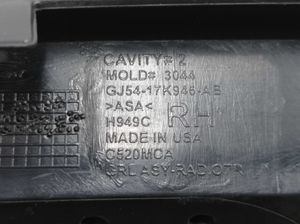 CAVITY# 2
MOLD# 3044
GJ54-17K946-AB
>ASA<
H949C
RH
MADE IN USA
C520MCA
GRL ASY-RAD OTR